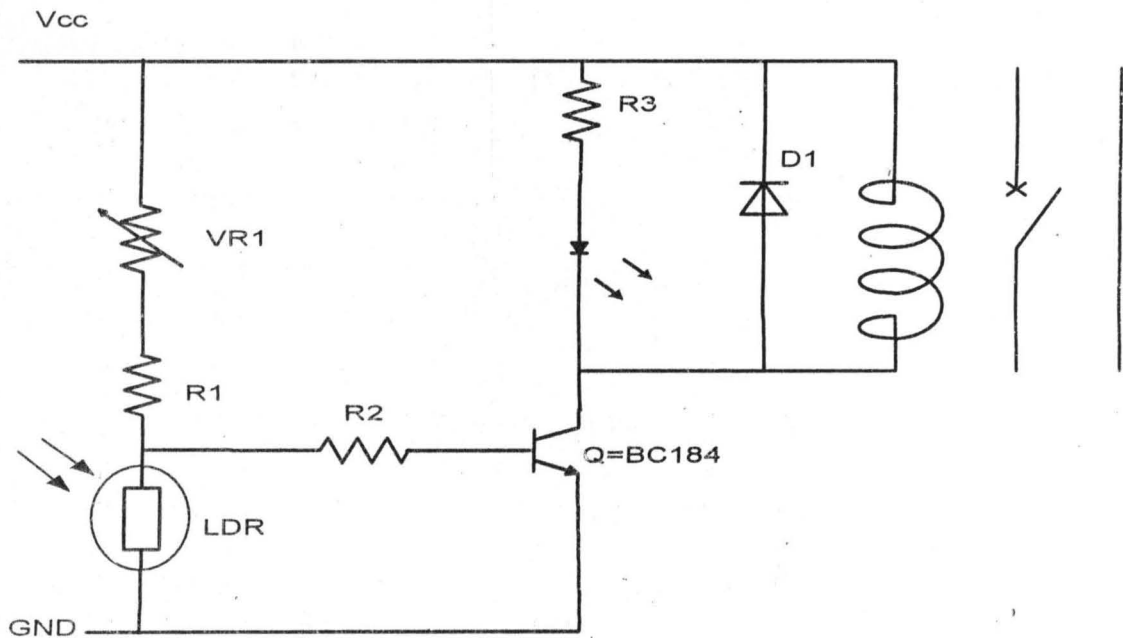 Vcc
R3
D1
VR1
R1
R2
Q=BC184
LDR
GND